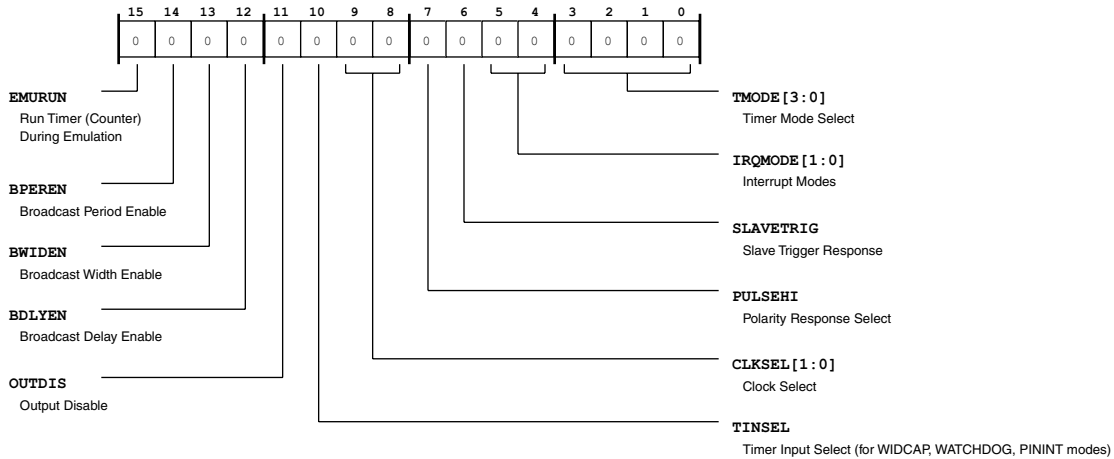 15 14 13 12 11 10 9 8 7 6 5 4 3 2 1 0
0 0 0 0 0 0 0 0 0 0 0 0 0 0 0 0
EMURUN
Run Timer (Counter)
During Emulation
BPEREN
Broadcast Period Enable
BWIDEN
Broadcast Width Enable
BDLYEN
Broadcast Delay Enable
OUTDIS
Output Disable
TMODE[3:0]
Timer Mode Select
IRQMODE[1:0]
Interrupt Modes
SLAVETRIG
Slave Trigger Response
PULSEHI
Polarity Response Select
CLKSEL[1:0]
Clock Select
TINSEL
Timer Input Select (for WIDCAP, WATCHDOG, PININT modes)